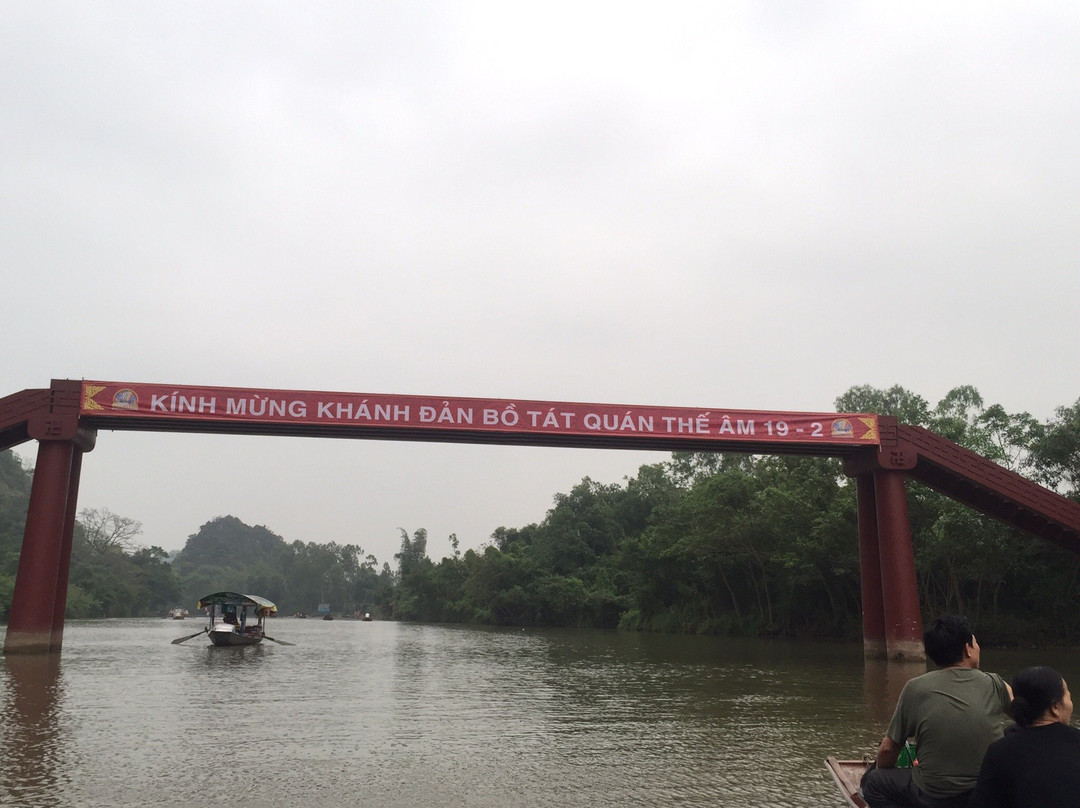 KÍNH MỪNG KHÁNH ĐẢN BỒ TÁT QUÁN THẾ ÂM 19 - 2